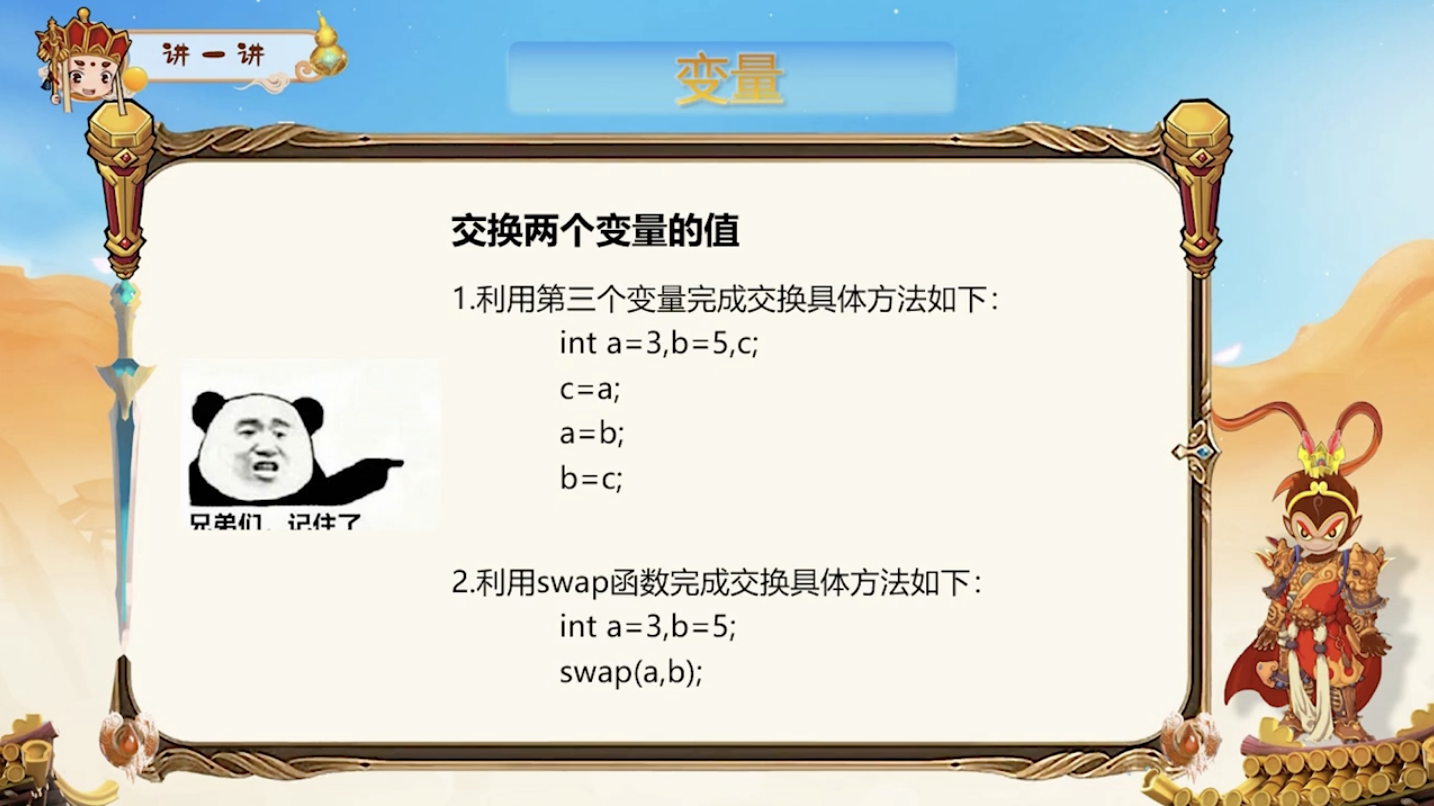 讲一讲
变量
交换两个变量的值
1.利用第三个变量完成交换具体方法如下：
int a=3,b=5,c;
c=a;
a=b;
b=c;
兄弟们，记住了
2.利用swap函数完成交换具体方法如下：
int a=3,b=5;
swap(a,b);